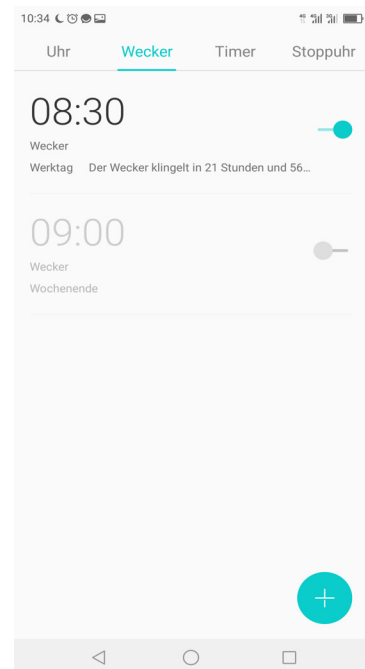 10:34
Uhr Wecker Timer Stoppuhr
08:30
Wecker
Werktag Der Wecker klingelt in 21 Stunden und 56...
09:00
Wecker
Wochenende